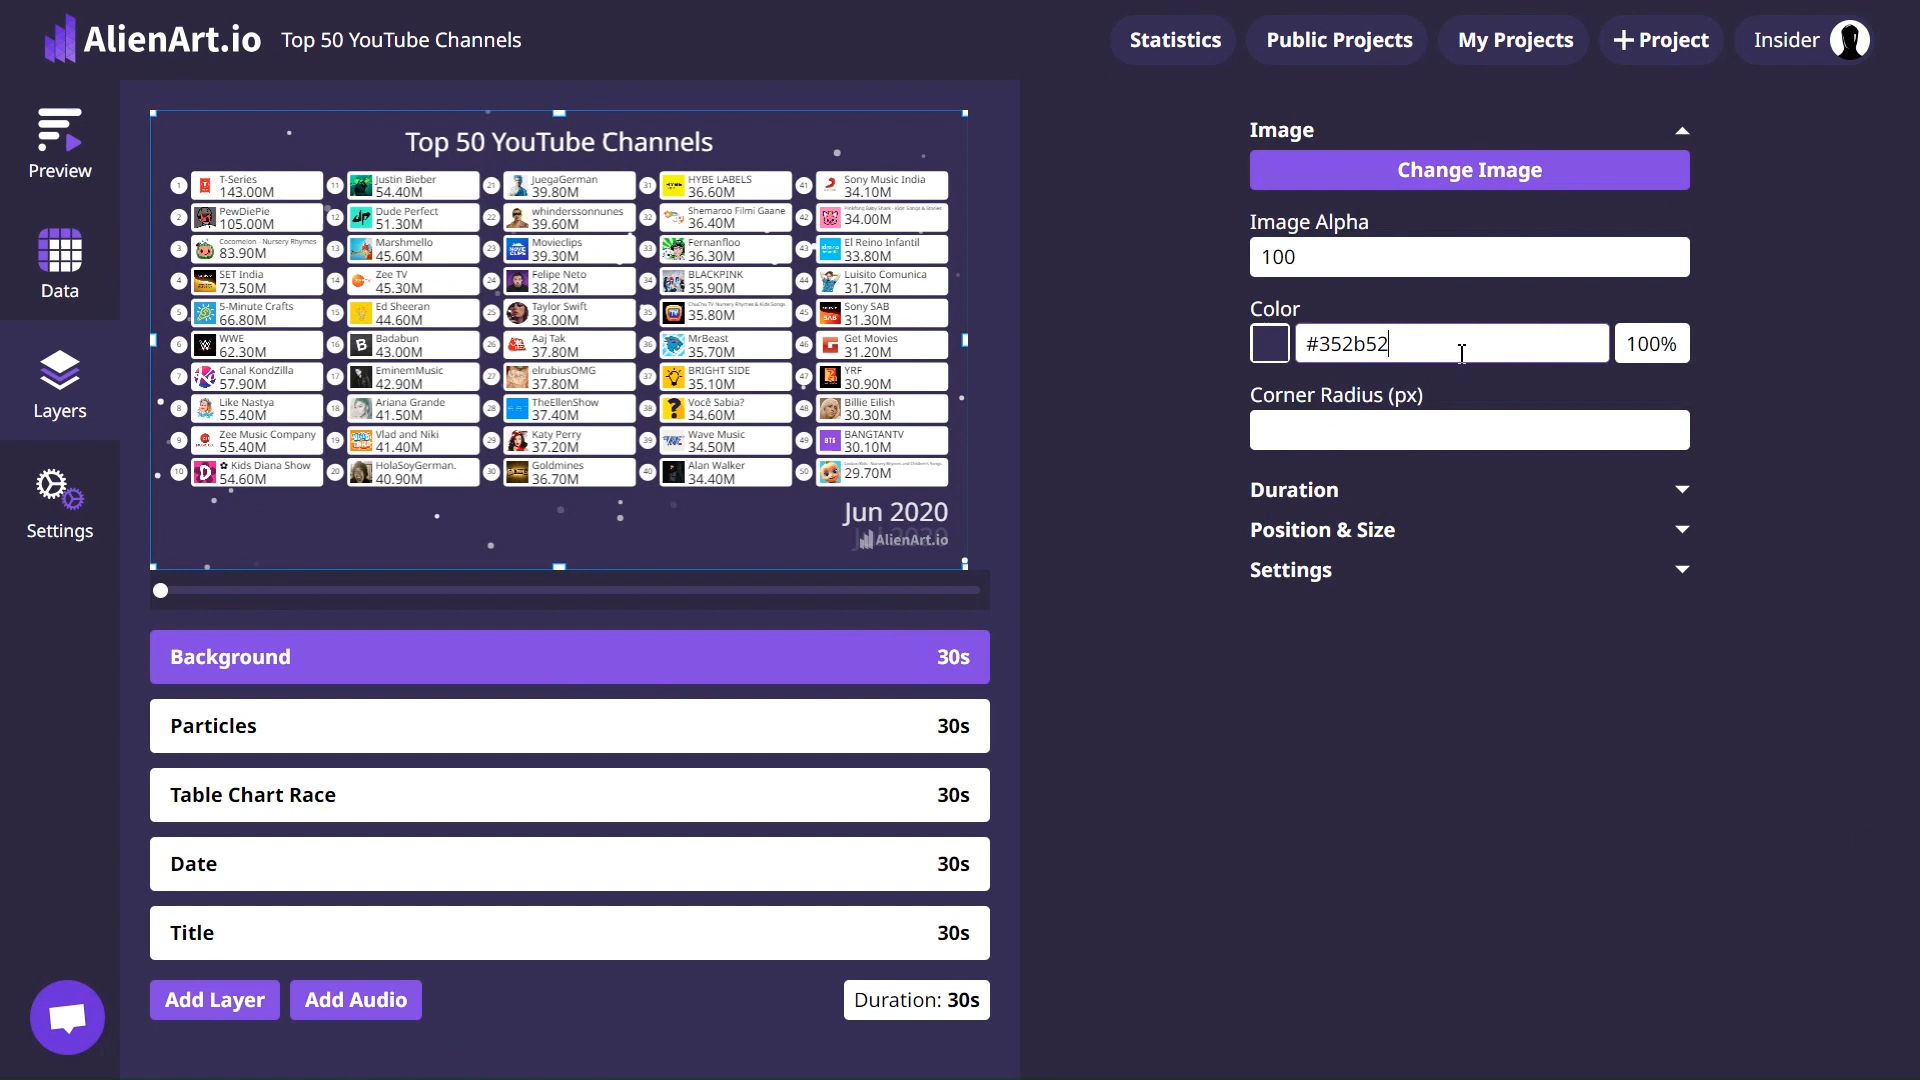 AlienArt.io
Top 50 YouTube Channels
Statistics
Public Projects
My Projects
+ Project
Insider
Preview
Data
Layers
Settings
Top 50 YouTube Channels
1 T-Series 143.00M
2 PewDiePie 105.00M
3 Cocomelon - Nursery Rhymes 83.90M
4 SET India 73.50M
5 5-Minute Crafts 66.80M
6 WWE 62.30M
7 Canal KondZilla 57.90M
8 Like Nastya 55.40M
9 Zee Music Company 55.40M
10 ✿ Kids Diana Show 54.60M
11 Justin Bieber 54.40M
12 Dude Perfect 51.30M
13 Marshmello 45.60M
14 Zee TV 45.30M
15 Ed Sheeran 44.60M
16 Badabun 43.00M
17 EminemMusic 42.90M
18 Ariana Grande 41.50M
19 Vlad and Niki 41.40M
20 HolaSoyGerman. 40.90M
21 JuegaGerman 39.80M
22 whinderssonnunes 39.60M
23 Movieclips 39.30M
24 Felipe Neto 38.20M
25 Taylor Swift 38.00M
26 Aaj Tak 37.80M
27 elrubiusOMG 37.80M
28 TheEllenShow 37.40M
29 Katy Perry 37.20M
30 Goldmines 36.70M
31 HYBE LABELS 36.60M
32 Shemaroo Filmi Gaane 36.40M
33 Fernanfloo 36.30M
34 BLACKPINK 35.90M
35 ChuChu TV Nursery Rhymes & Kids Songs 35.80M
36 MrBeast 35.70M
37 BRIGHT SIDE 35.10M
38 Você Sabia? 34.60M
39 Wave Music 34.50M
40 Alan Walker 34.40M
41 Sony Music India 34.10M
42 34.00M
43 El Reino Infantil 33.80M
44 Luisito Comunica 31.70M
45 Sony SAB 31.30M
46 Get Movies 31.20M
47 YRF 30.90M
48 Billie Eilish 30.30M
49 BANGTANTV 30.10M
50 29.70M
Jun 2020
AlienArt.io
Background 30s
Particles 30s
Table Chart Race 30s
Date 30s
Title 30s
Add Layer
Add Audio
Duration: 30s
Image
Change Image
Image Alpha
100
Color
#352b52
100%
Corner Radius (px)
Duration
Position & Size
Settings